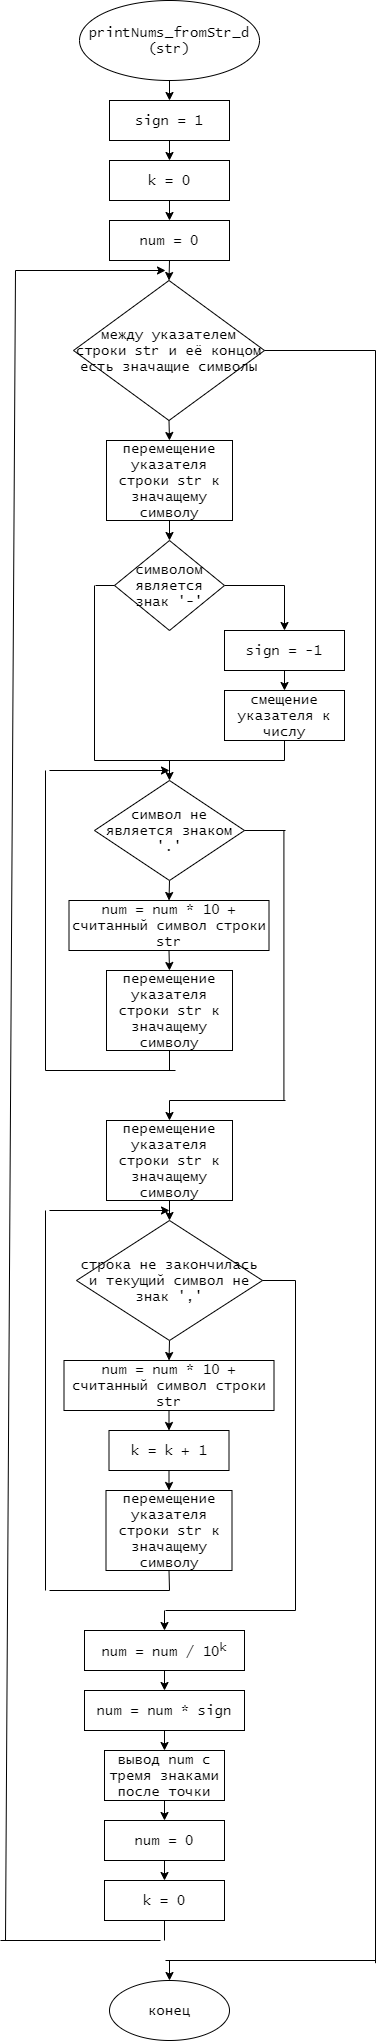 printNums_fromStr_d
(str)
sign = 1
k = 0
num = 0
между указателем
строки str и её концом
есть значащие символы
перемещение
указателя
строки str к
значащему
символу
символом
является
знак '-'
sign = -1
смещение
указателя к
числу
символ не
является знаком
'.'
num = num * 10 +
считанный символ строки
str
перемещение
указателя
строки str к
значащему
символу
перемещение
указателя
строки str к
значащему
символу
строка не закончилась
и текущий символ не
знак ','
num = num * 10 +
считанный символ строки
str
k = k + 1
перемещение
указателя
строки str к
значащему
символу
num = num / 10ᵏ
num = num * sign
вывод num с
тремя знаками
после точки
num = 0
k = 0
конец